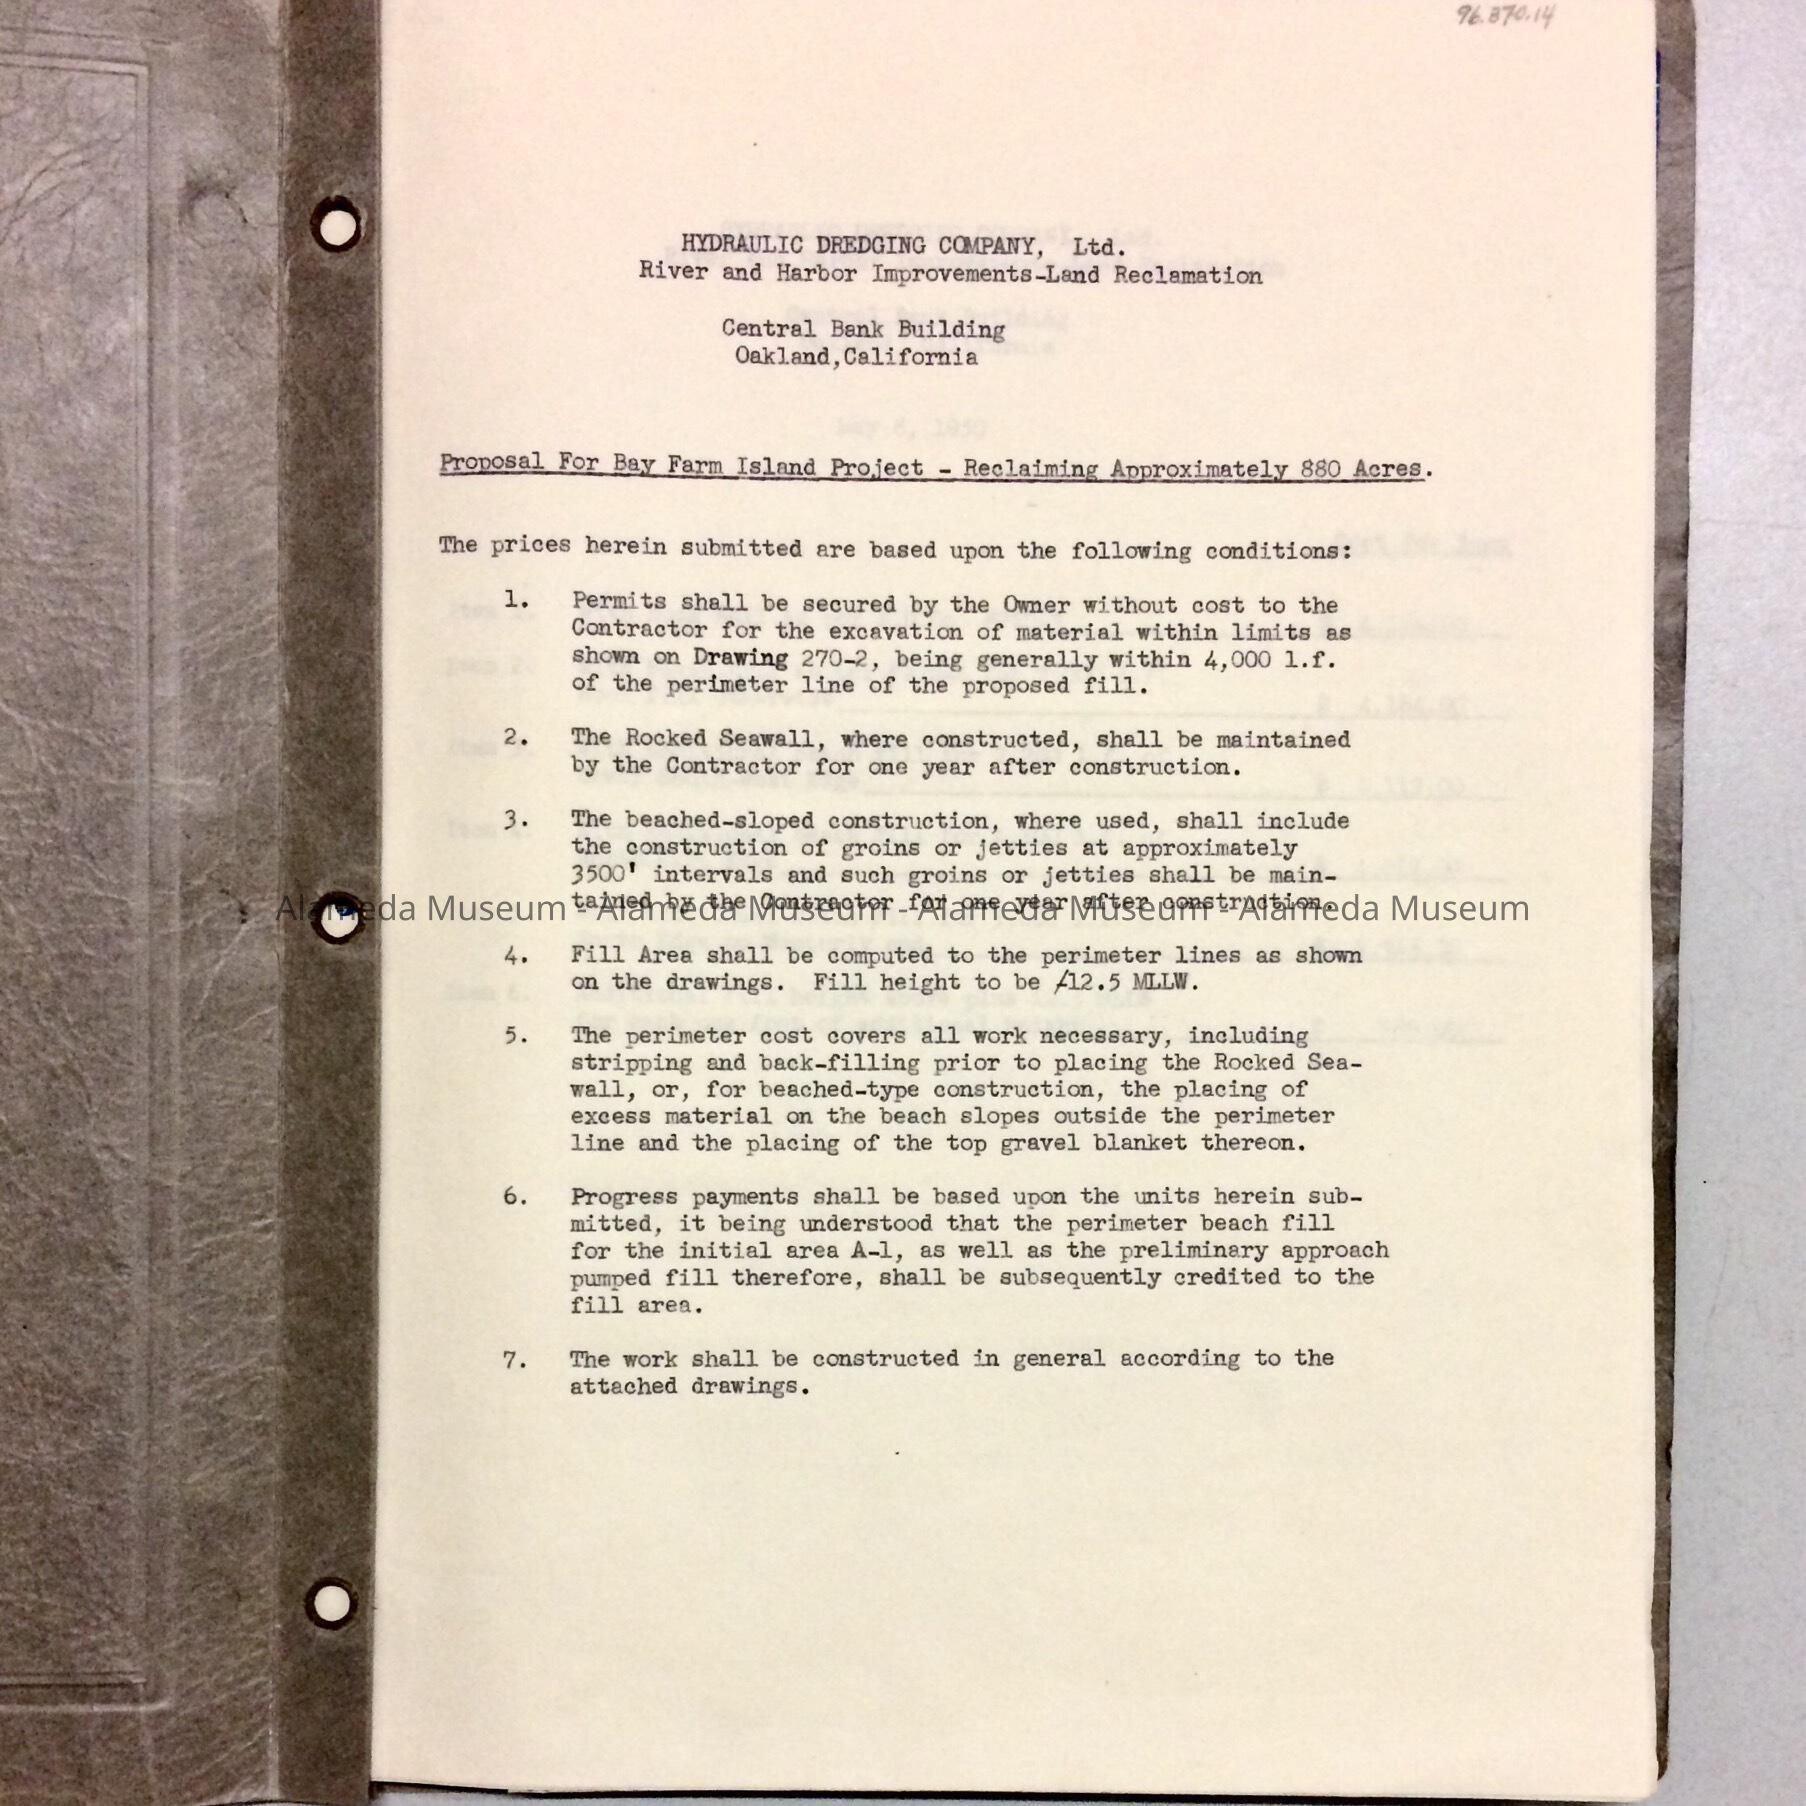 96.370.14
HYDRAULIC DREDGING COMPANY, Ltd.
River and Harbor Improvements-Land Reclamation
Central Bank Building
Oakland,California
Proposal For Bay Farm Island Project - Reclaiming Approximately 880 Acres.
The prices herein submitted are based upon the following conditions:
1. Permits shall be secured by the Owner without cost to the
Contractor for the excavation of material within limits as
shown on Drawing 270-2, being generally within 4,000 l.f.
of the perimeter line of the proposed fill.
2. The Rocked Seawall, where constructed, shall be maintained
by the Contractor for one year after construction.
3. The beached-sloped construction, where used, shall include
the construction of groins or jetties at approximately
3500' intervals and such groins or jetties shall be main-
tained by the Contractor for one year after construction.
Alameda Museum - Alameda Museum - Alameda Museum - Alameda Museum
4. Fill Area shall be computed to the perimeter lines as shown
on the drawings. Fill height to be /12.5 MLLW.
5. The perimeter cost covers all work necessary, including
stripping and back-filling prior to placing the Rocked Sea-
wall, or, for beached-type construction, the placing of
excess material on the beach slopes outside the perimeter
line and the placing of the top gravel blanket thereon.
6. Progress payments shall be based upon the units herein sub-
mitted, it being understood that the perimeter beach fill
for the initial area A-1, as well as the preliminary approach
pumped fill therefore, shall be subsequently credited to the
fill area.
7. The work shall be constructed in general according to the
attached drawings.